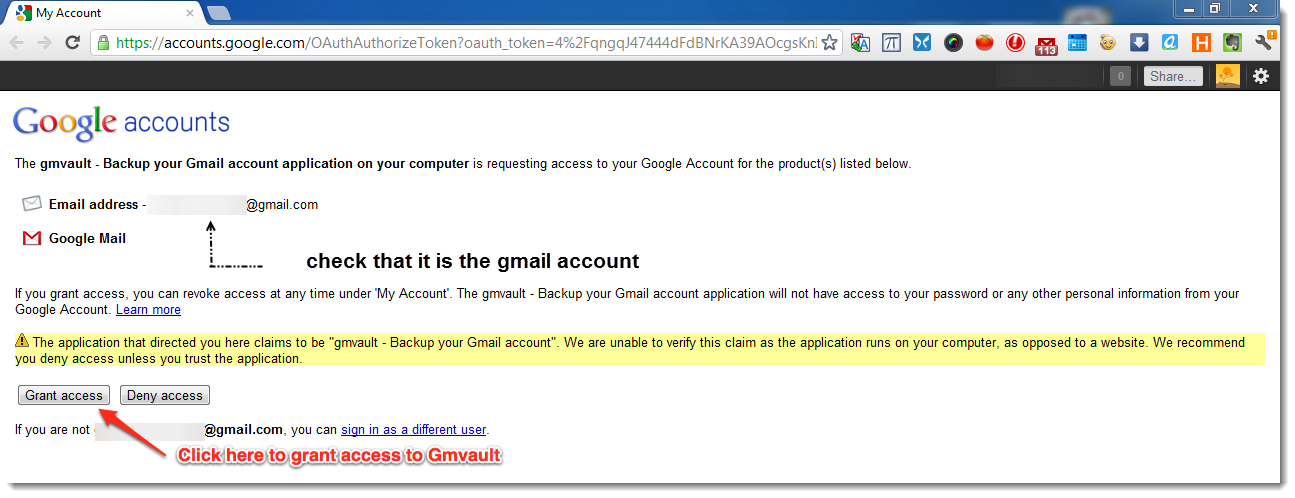 My Account
https://accounts.google.com/OAuthAuthorizeToken?oauth_token=4%2FqngqJ47444dFdBNrKA39AOcgsKnl
113
0
Share...
Google accounts
The gmvault - Backup your Gmail account application on your computer is requesting access to your Google Account for the product(s) listed below.
Email address - @gmail.com
Google Mail
check that it is the gmail account
If you grant access, you can revoke access at any time under 'My Account'. The gmvault - Backup your Gmail account application will not have access to your password or any other personal information from your
Google Account. Learn more
The application that directed you here claims to be "gmvault - Backup your Gmail account". We are unable to verify this claim as the application runs on your computer, as opposed to a website. We recommend
you deny access unless you trust the application.
Grant access Deny access
If you are not @gmail.com, you can sign in as a different user.
Click here to grant access to Gmvault